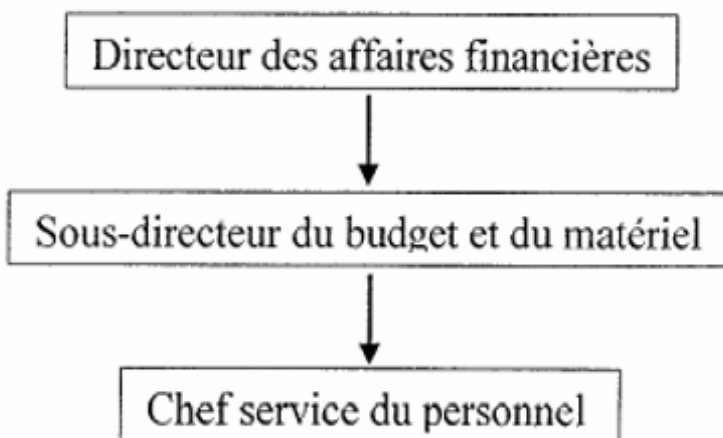 Directeur des affaires financières
Sous-directeur du budget et du matériel
Chef service du personnel